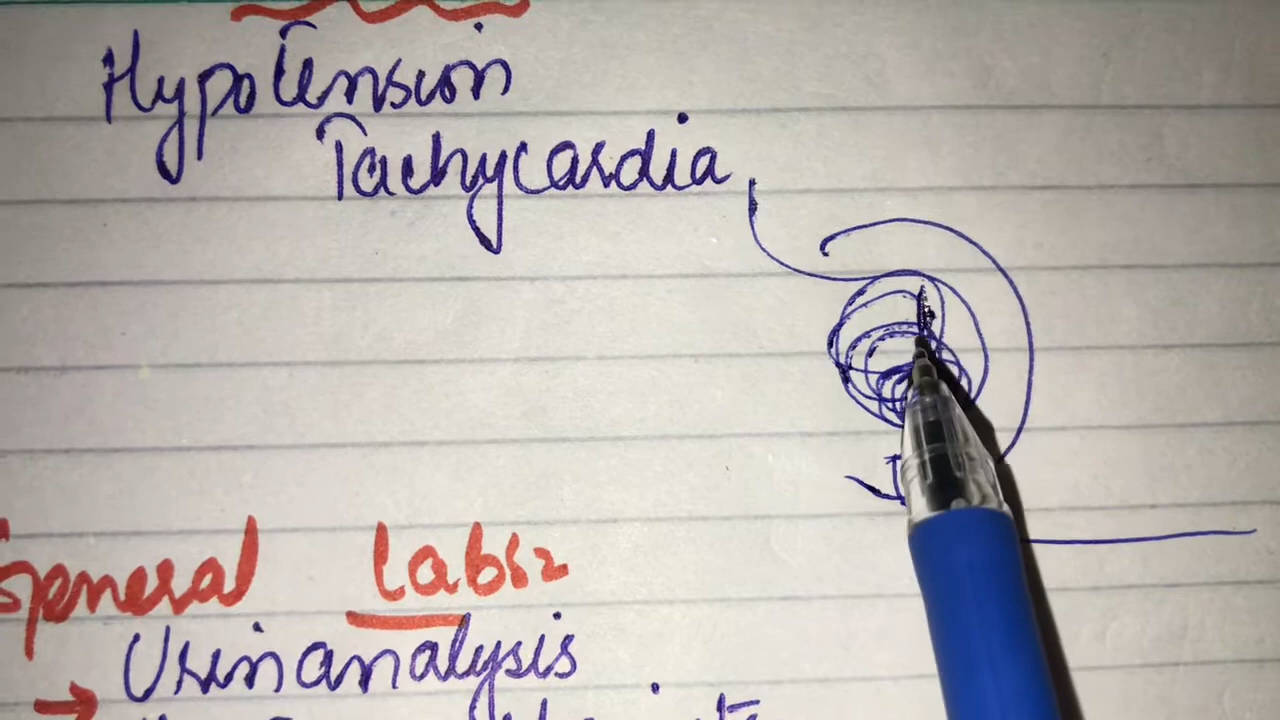 Hypotension
Tachycardia
General Labs:
Urinanalysis